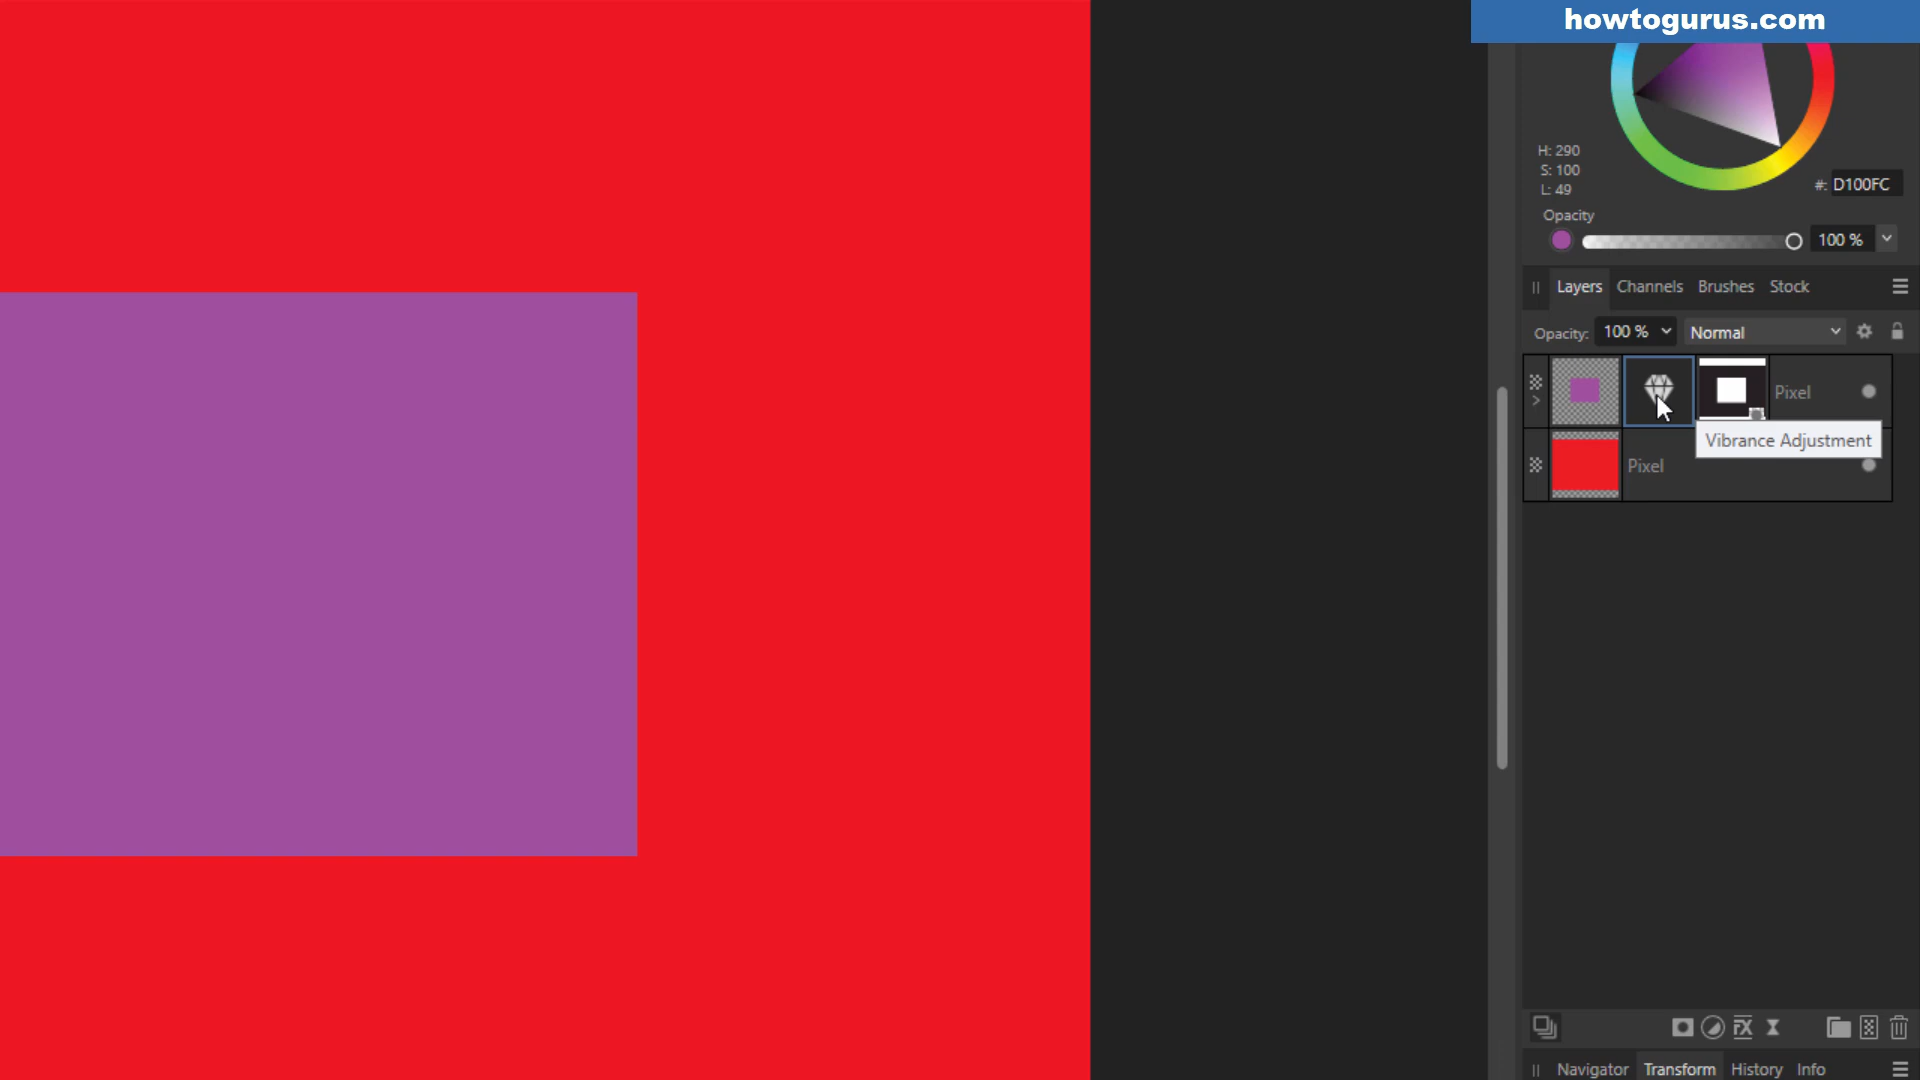 howtogurus.com
H: 290
S: 100
L: 49
#: D100FC
Opacity
100 %
Layers Channels Brushes Stock
Opacity: 100 % Normal
Pixel
Vibrance Adjustment
Pixel
FX
Navigator Transform History Info